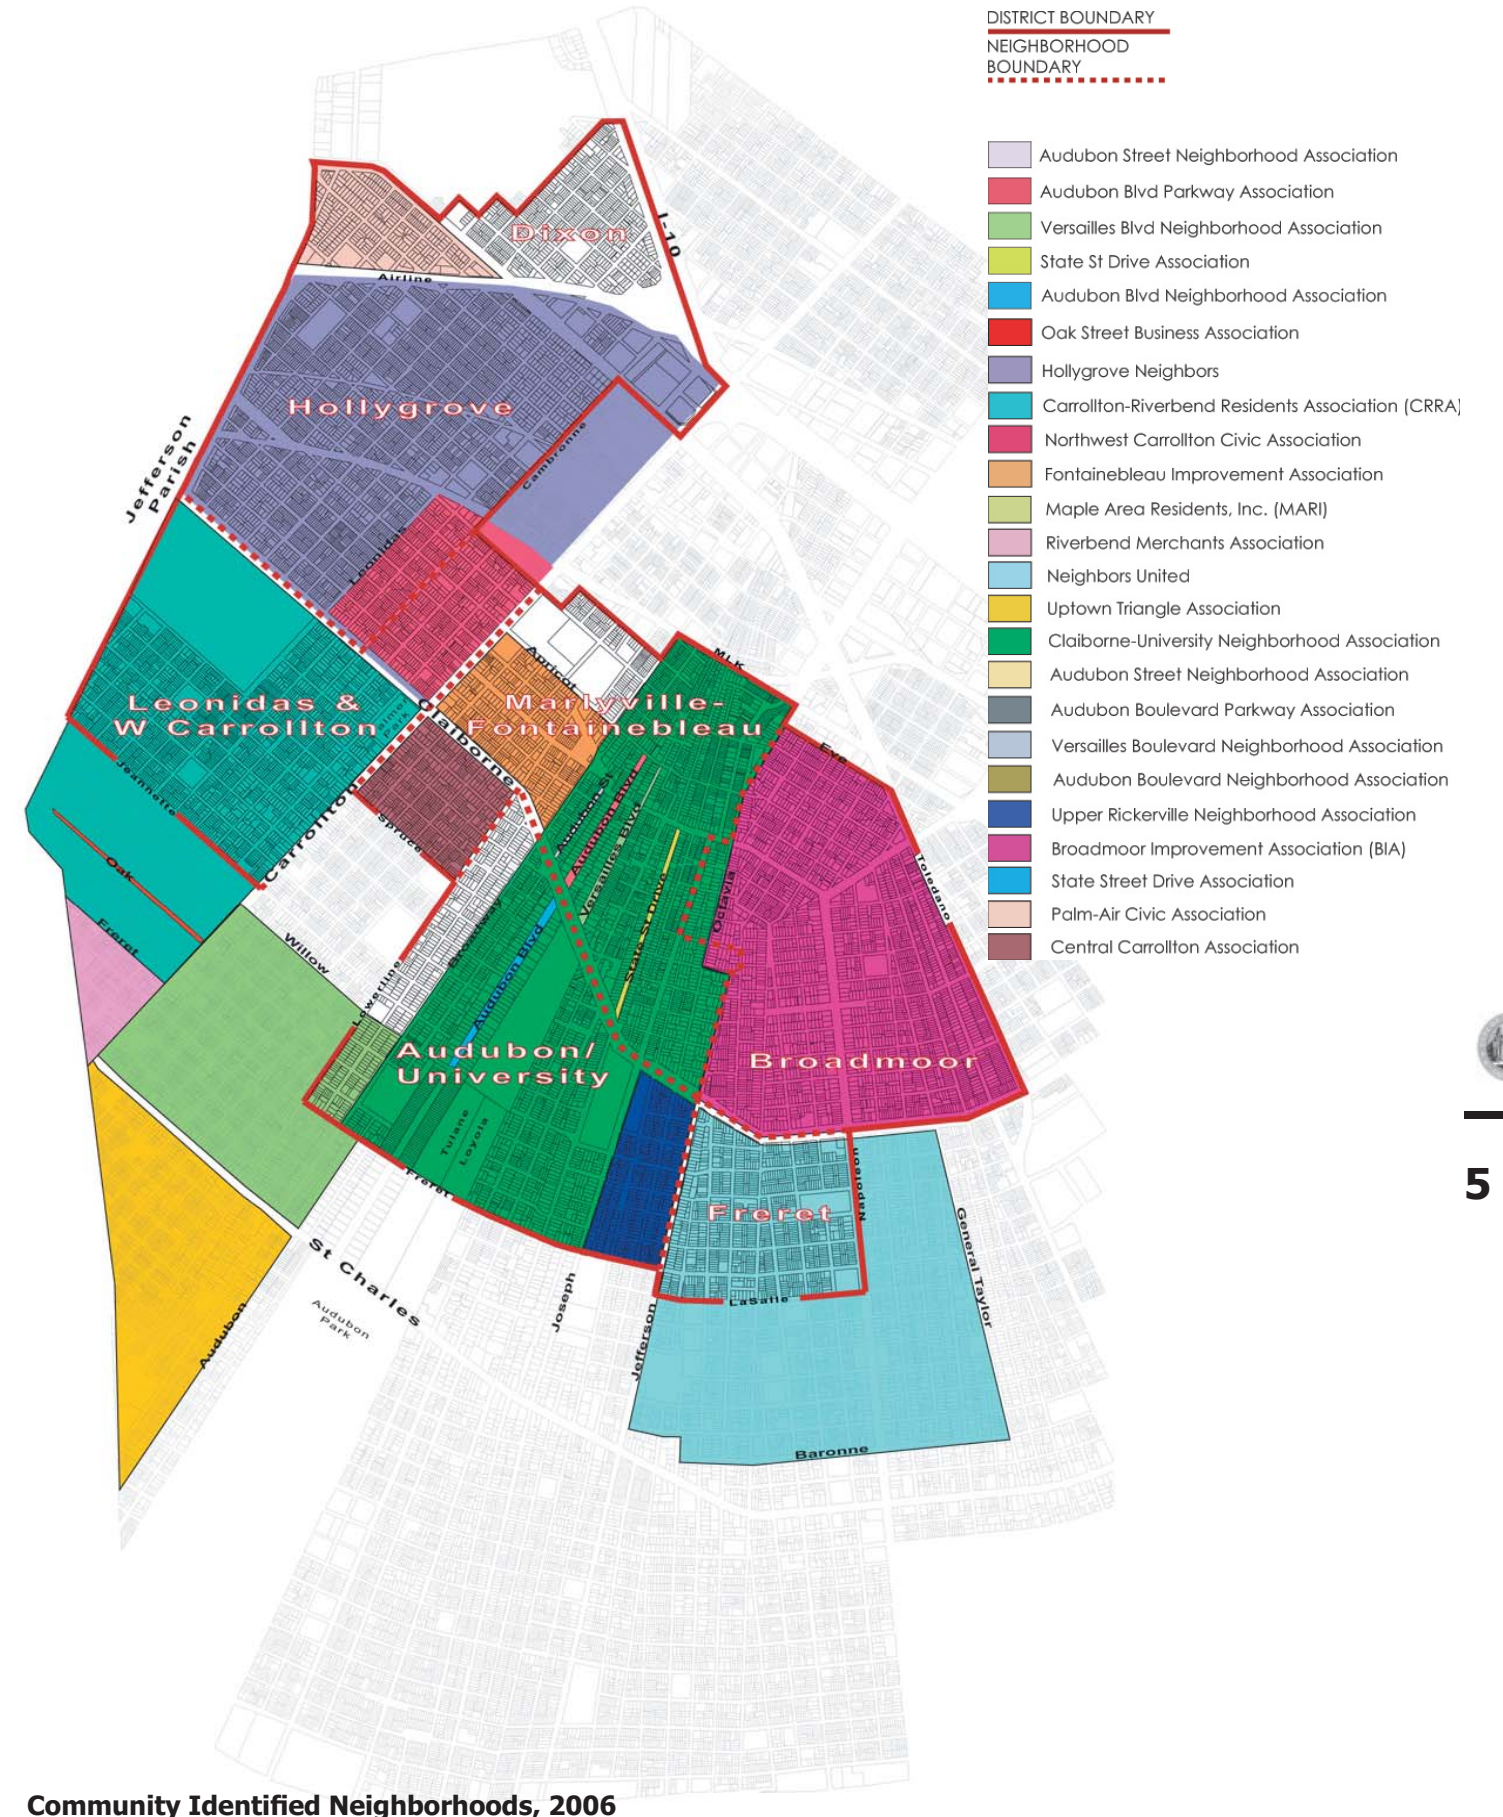 DISTRICT BOUNDARY
NEIGHBORHOOD
BOUNDARY
Audubon Street Neighborhood Association
Audubon Blvd Parkway Association
Versailles Blvd Neighborhood Association
State St Drive Association
Audubon Blvd Neighborhood Association
Oak Street Business Association
Hollygrove Neighbors
Carrollton-Riverbend Residents Association (CRRA)
Northwest Carrollton Civic Association
Fontainebleau Improvement Association
Maple Area Residents, Inc. (MARI)
Riverbend Merchants Association
Neighbors United
Uptown Triangle Association
Claiborne-University Neighborhood Association
Audubon Street Neighborhood Association
Audubon Boulevard Parkway Association
Versailles Boulevard Neighborhood Association
Audubon Boulevard Neighborhood Association
Upper Rickerville Neighborhood Association
Broadmoor Improvement Association (BIA)
State Street Drive Association
Palm-Air Civic Association
Central Carrollton Association
Dixon
I-10
Airline
Hollygrove
Jefferson
Parish
Cambronne
Leonidas
Apricot
MLK
Leonidas &
W Carrollton
Palmer
Park
Claiborne
Marlyville-
Fontainebleau
Eve
Jeannette
Carrollton
Spruce
Audubon St
Audubon Blvd
Versailles Blvd
Oak
State St Drive
Octavia
Toledano
Freret
Willow
Broadway
Lowerline
Audubon Blvd
Audubon/
University
Broadmoor
Tulane
Loyola
Freret
Freret
Napoleon
General Taylor
St Charles
Audubon
Park
Audubon
Joseph
Jefferson
LaSalle
Baronne
5
Community Identified Neighborhoods, 2006